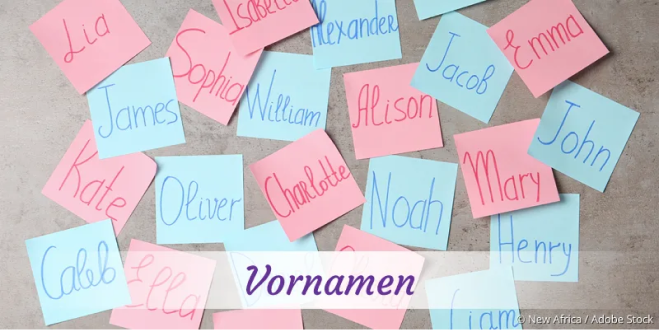 Isabella
Alexander
Lia
Sophia
Emma
Jacob
James
William
Alison
John
Kate
Oliver
Charlotte
Noah
Mary
Henry
Caleb
Ella
Vornamen
Liam
© New Africa / Adobe Stock